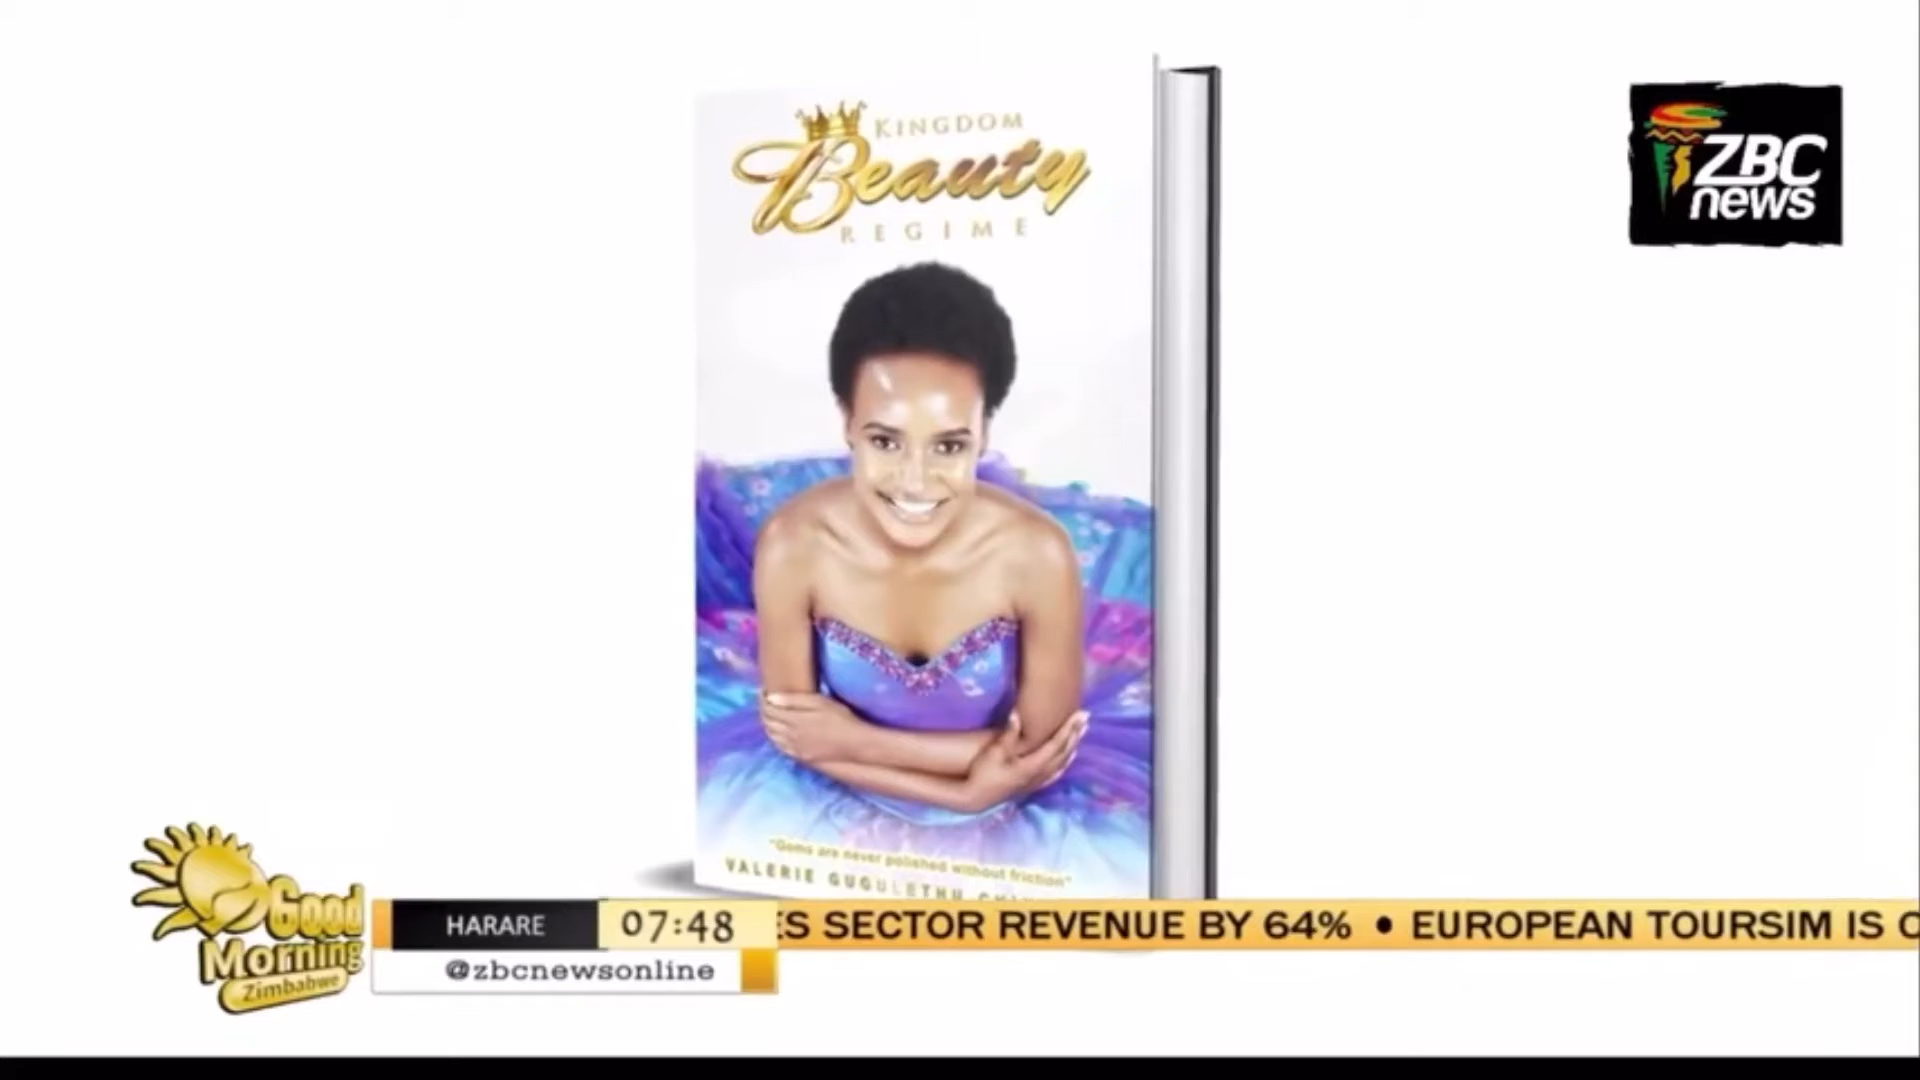 KINGDOM
Beauty
REGIME
ZBC
news
"Gems are never polished without friction"
VALERIE GUGULETHU
Good
Morning
Zimbabwe
HARARE 07:48
ES SECTOR REVENUE BY 64% • EUROPEAN TOURSIM IS
@zbcnewsonline